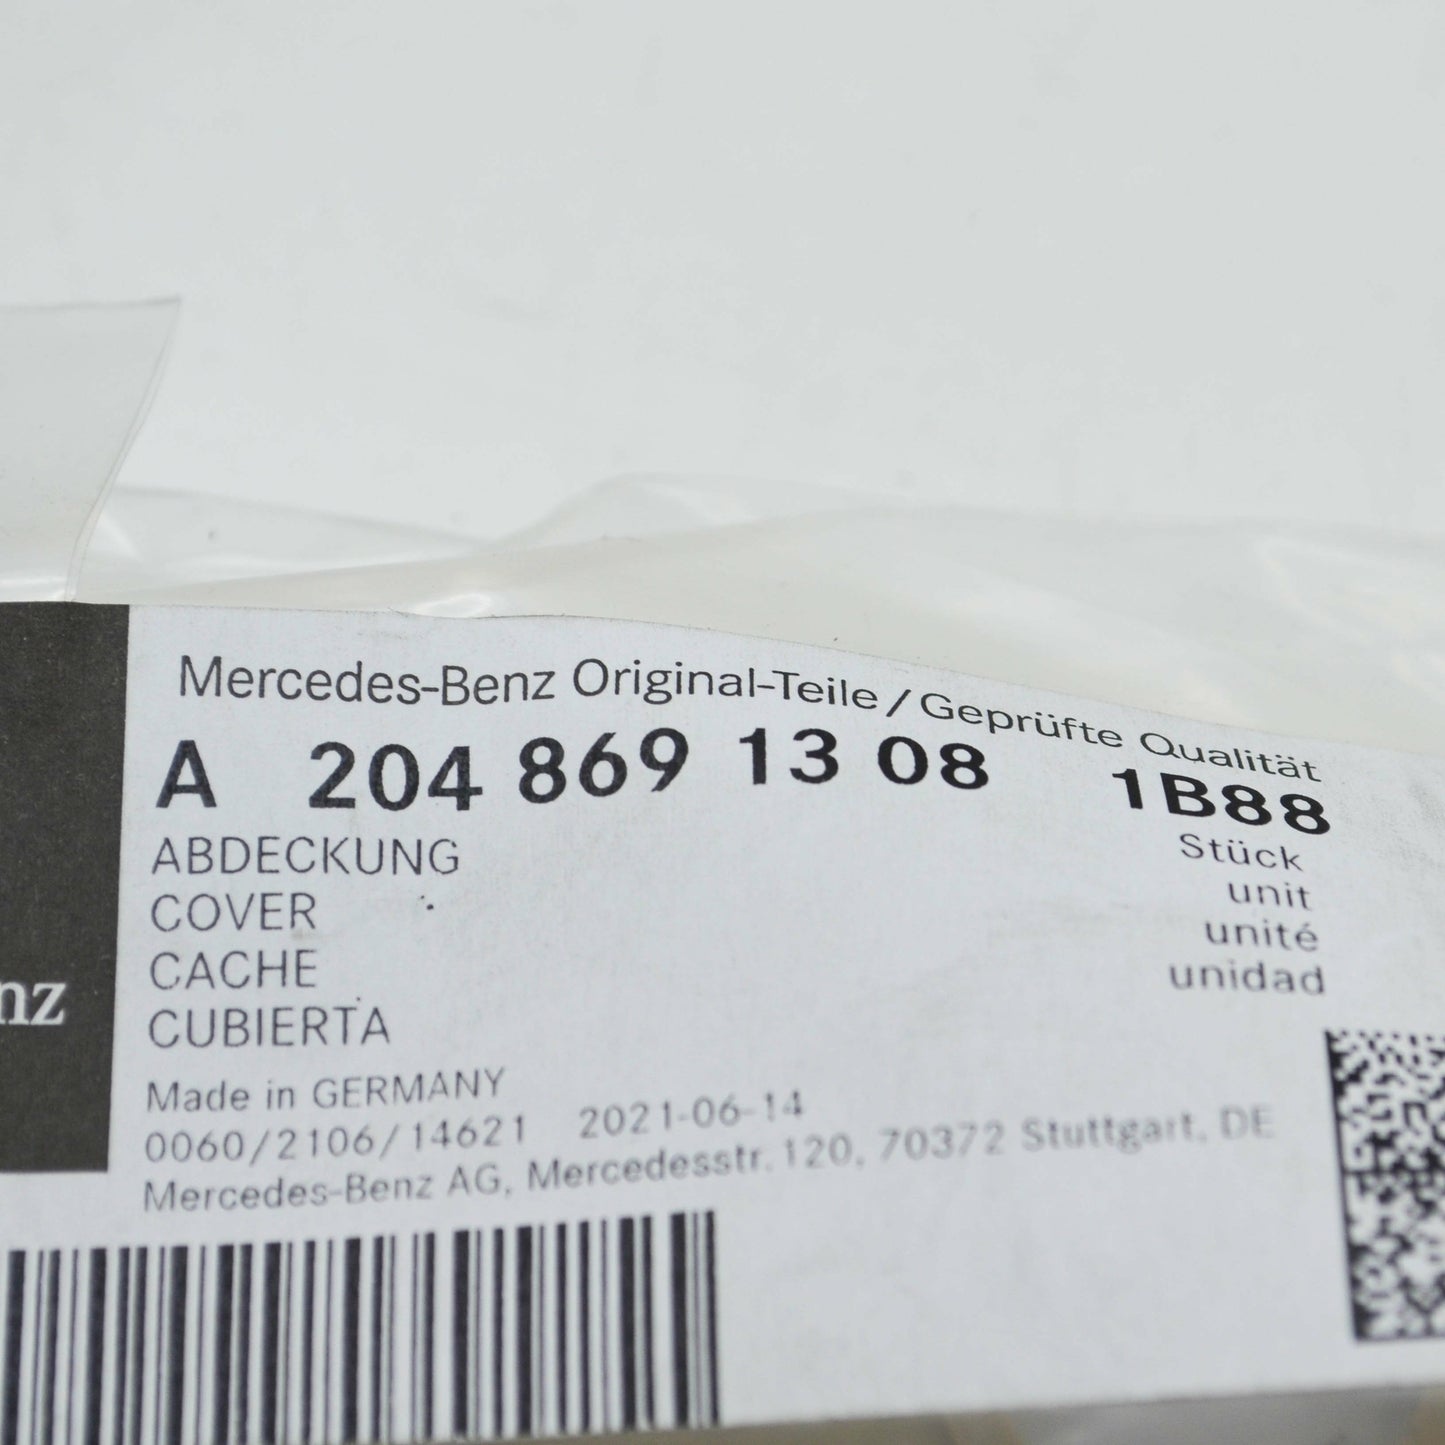 Mercedes-Benz Original-Teile / Geprüfte Qualität
A 204 869 13 08 1B88
ABDECKUNG Stück
COVER unit
CACHE unité
CUBIERTA unidad
nz
Made in GERMANY
0060/2106/14621 2021-06-14
Mercedes-Benz AG, Mercedesstr. 120, 70372 Stuttgart, DE